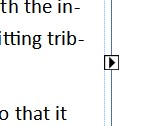 th the in-
itting trib-
o that it